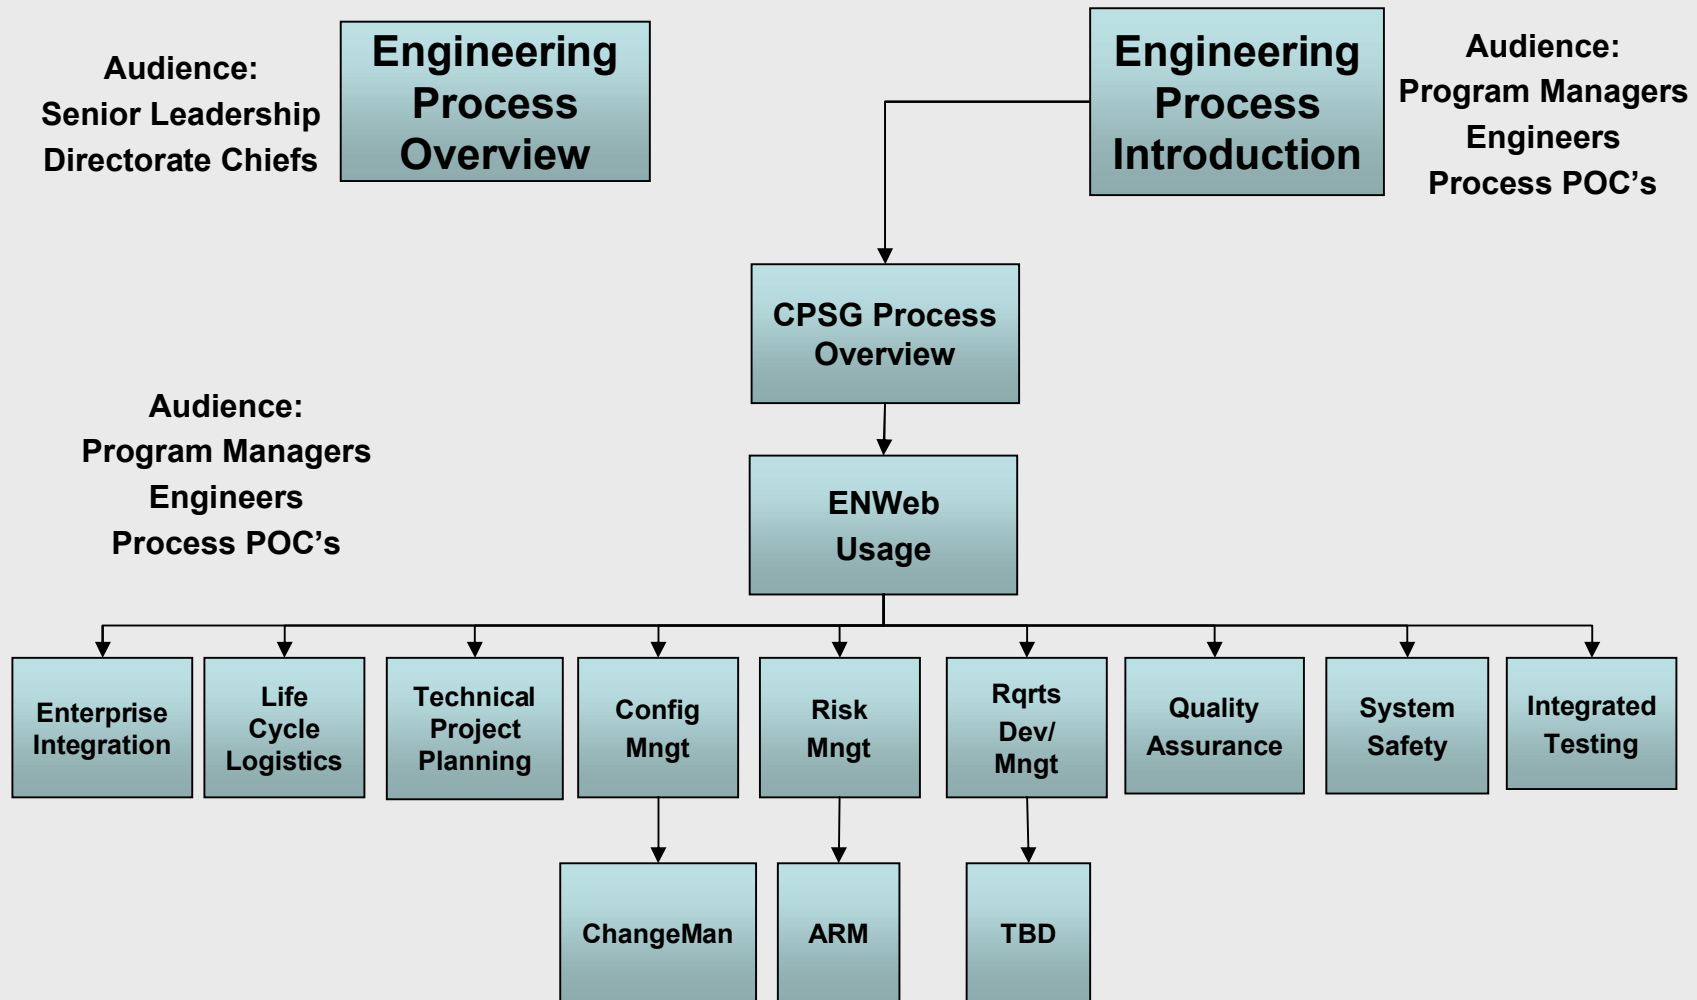 Audience:
Senior Leadership
Directorate Chiefs
Engineering
Process
Overview
Engineering
Process
Introduction
Audience:
Program Managers
Engineers
Process POC’s
CPSG Process
Overview
Audience:
Program Managers
Engineers
Process POC’s
ENWeb
Usage
Enterprise
Integration
Life
Cycle
Logistics
Technical
Project
Planning
Config
Mngt
Risk
Mngt
Rqrts
Dev/
Mngt
Quality
Assurance
System
Safety
Integrated
Testing
ChangeMan
ARM
TBD